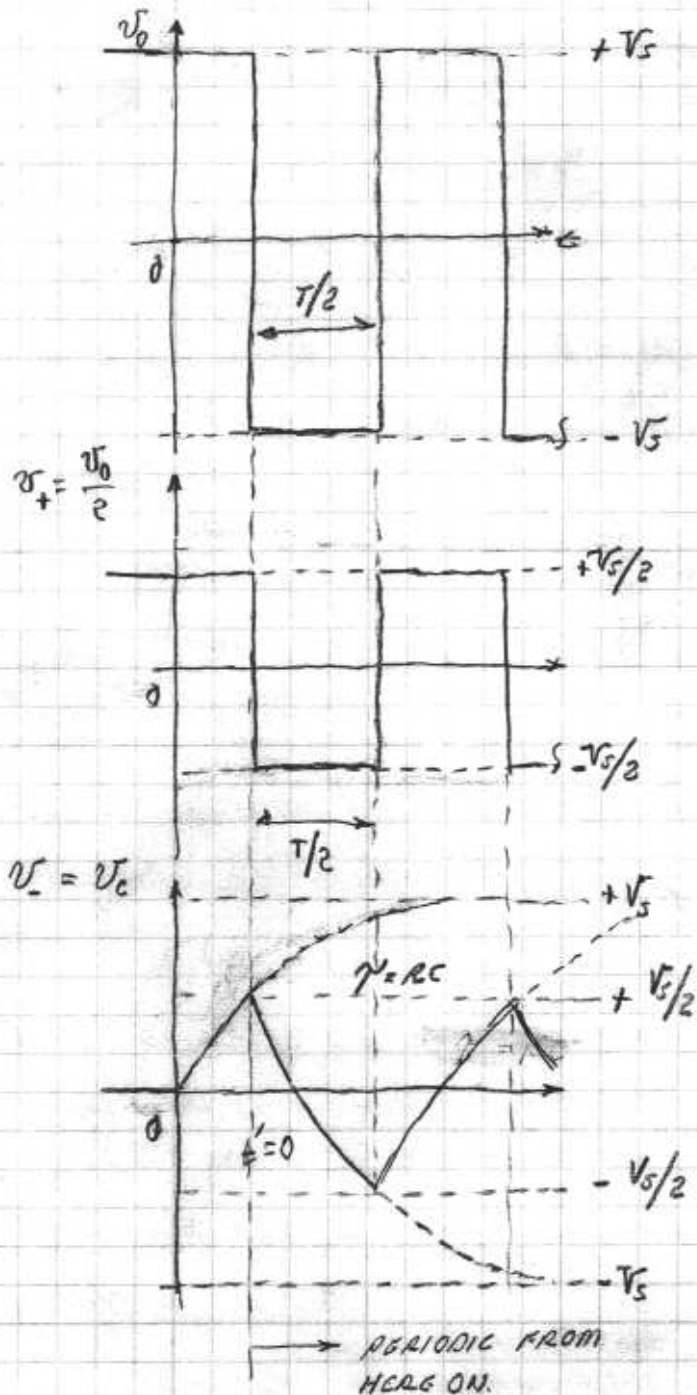 v₀
+ Vs
t
0
T/2
- Vs
v₊ = v₀/2
+Vs/2
0
-Vs/2
T/2
v₋ = v_c
+ Vs
τ = RC
+ Vs/2
0
t'=0
- Vs/2
- Vs
PERIODIC FROM
HERE ON.